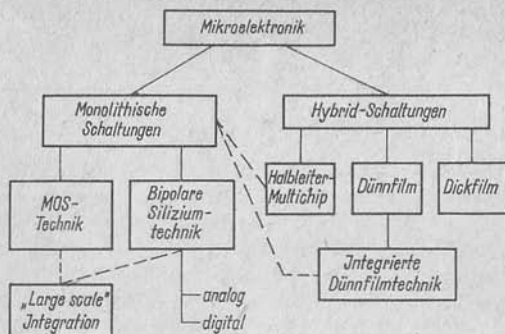 Mikroelektronik
Monolithische
Schaltungen
Hybrid-Schaltungen
MOS-
Technik
Bipolare
Silizium-
technik
Halbleiter-
Multichip
Dünnfilm
Dickfilm
„Large scale"
Integration
analog
digital
Integrierte
Dünnfilmtechnik